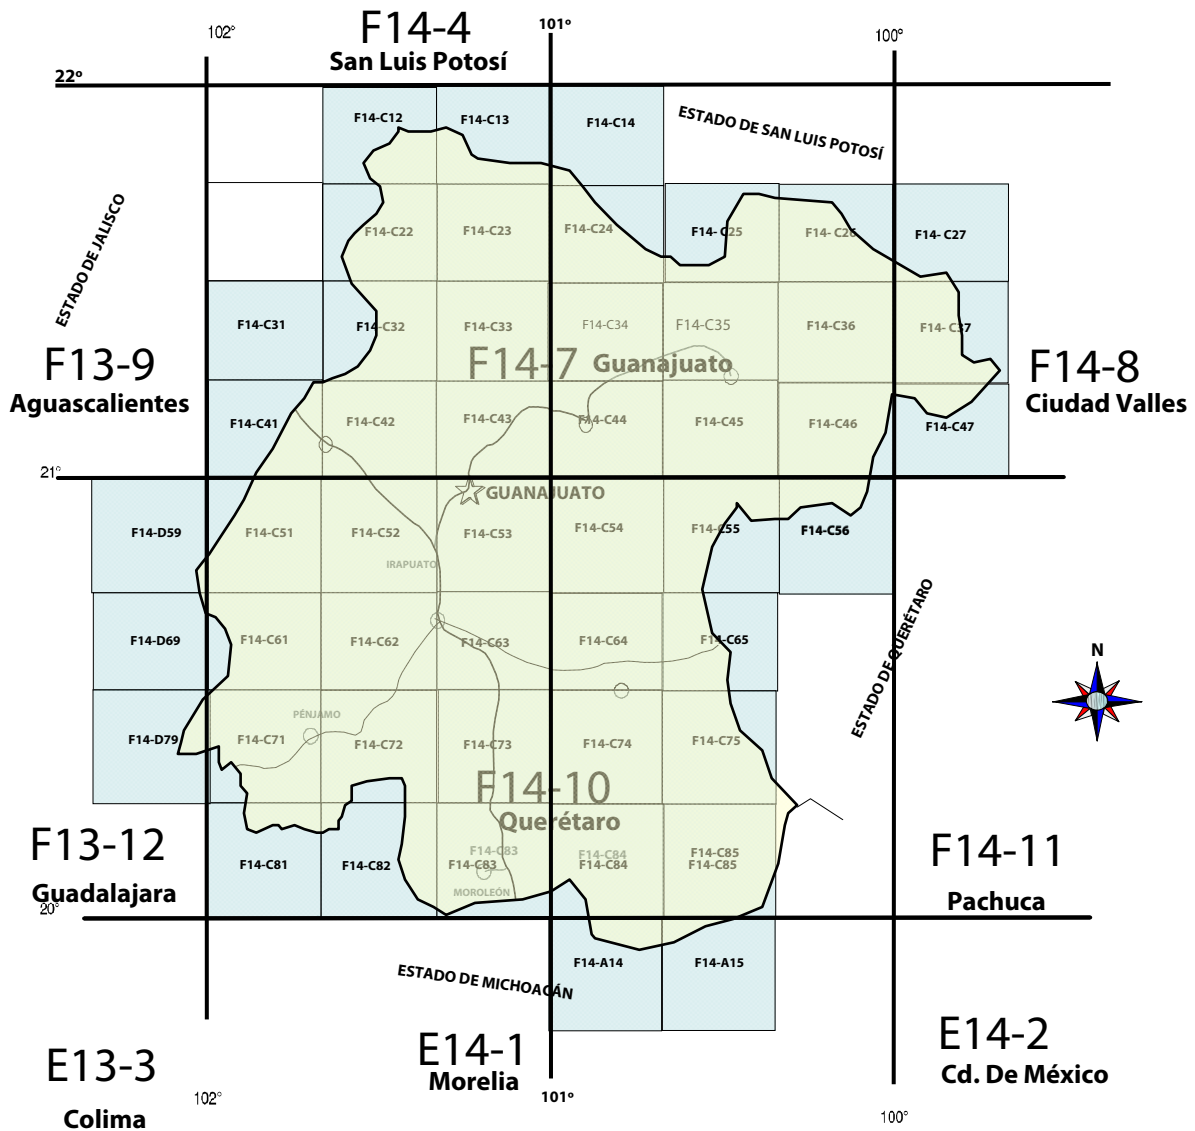 F14-4
San Luis Potosí
102°
101º
100°
22º
F14-C12
F14-C13
F14-C14
ESTADO DE SAN LUIS POTOSÍ
ESTADO DE JALISCO
F14-C22
F14-C23
F14-C24
F14- C25
F14- C26
F14- C27
F14-C31
F14-C32
F14-C33
F14-C34
F14-C35
F14-C36
F14- C37
F13-9
Aguascalientes
F14-7 Guanajuato
F14-8
Ciudad Valles
F14-C41
F14-C42
F14-C43
F14-C44
F14-C45
F14-C46
F14-C47
21°
GUANAJUATO
F14-D59
F14-C51
F14-C52
F14-C53
F14-C54
F14-C55
F14-C56
IRAPUATO
ESTADO DE QUERÉTARO
F14-D69
F14-C61
F14-C62
F14-C63
F14-C64
F14-C65
N
PÉNJAMO
F14-D79
F14-C71
F14-C72
F14-C73
F14-C74
F14-C75
F14-10
Querétaro
F13-12
Guadalajara
F14-11
Pachuca
F14-C81
F14-C82
F14-C83
F14-C83
F14-C84
F14-C84
F14-C85
F14-C85
MOROLEÓN
20°
ESTADO DE MICHOACÁN
F14-A14
F14-A15
E13-3
Colima
E14-1
Morelia
E14-2
Cd. De México
102°
101º
100°